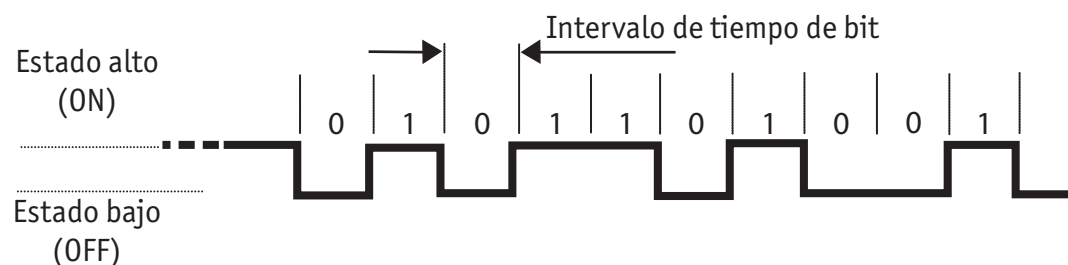 Intervalo de tiempo de bit
Estado alto
(ON)
0 1 0 1 1 0 1 0 0 1
Estado bajo
(OFF)